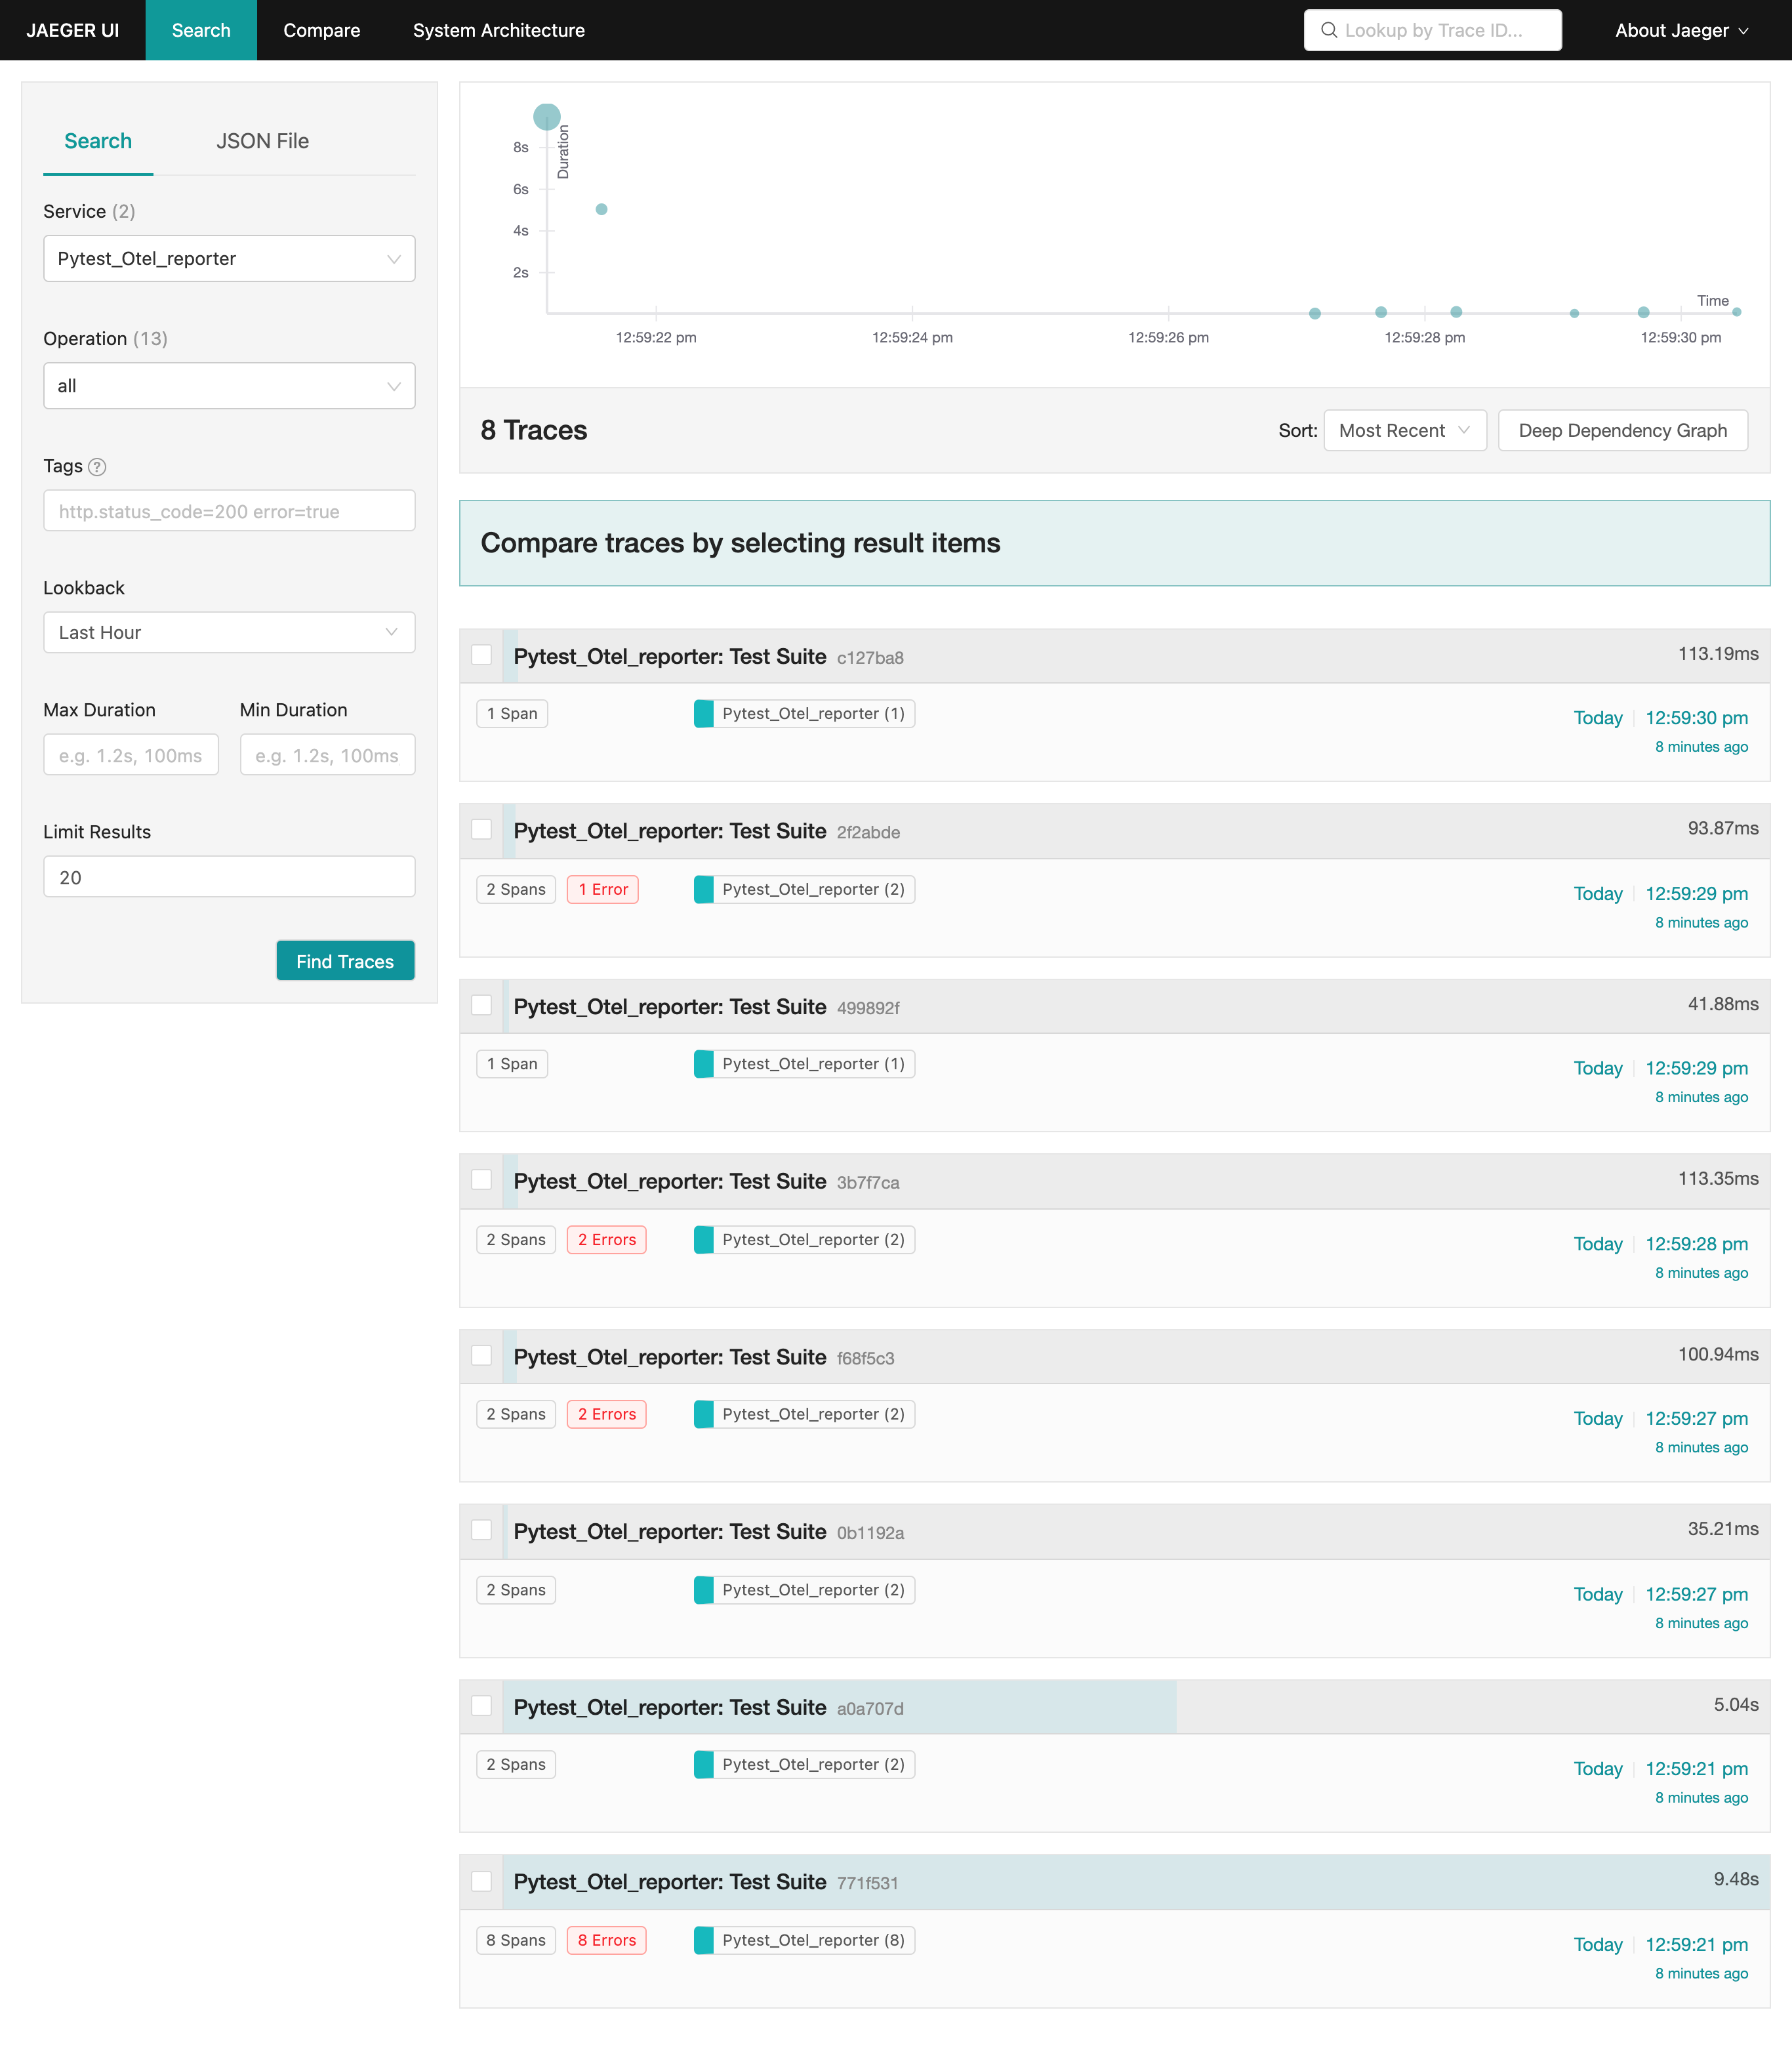 JAEGER UI
Search
Compare
System Architecture
Lookup by Trace ID...
About Jaeger
Search
JSON File
Service (2)
Pytest_Otel_reporter
Operation (13)
all
Tags ?
http.status_code=200 error=true
Lookback
Last Hour
Max Duration
Min Duration
e.g. 1.2s, 100ms
e.g. 1.2s, 100ms
Limit Results
20
Find Traces
Duration
8s
6s
4s
2s
Time
12:59:22 pm
12:59:24 pm
12:59:26 pm
12:59:28 pm
12:59:30 pm
8 Traces
Sort:
Most Recent
Deep Dependency Graph
Compare traces by selecting result items
Pytest_Otel_reporter: Test Suite c127ba8
113.19ms
1 Span
Pytest_Otel_reporter (1)
Today
12:59:30 pm
8 minutes ago
Pytest_Otel_reporter: Test Suite 2f2abde
93.87ms
2 Spans
1 Error
Pytest_Otel_reporter (2)
Today
12:59:29 pm
8 minutes ago
Pytest_Otel_reporter: Test Suite 499892f
41.88ms
1 Span
Pytest_Otel_reporter (1)
Today
12:59:29 pm
8 minutes ago
Pytest_Otel_reporter: Test Suite 3b7f7ca
113.35ms
2 Spans
2 Errors
Pytest_Otel_reporter (2)
Today
12:59:28 pm
8 minutes ago
Pytest_Otel_reporter: Test Suite f68f5c3
100.94ms
2 Spans
2 Errors
Pytest_Otel_reporter (2)
Today
12:59:27 pm
8 minutes ago
Pytest_Otel_reporter: Test Suite 0b1192a
35.21ms
2 Spans
Pytest_Otel_reporter (2)
Today
12:59:27 pm
8 minutes ago
Pytest_Otel_reporter: Test Suite a0a707d
5.04s
2 Spans
Pytest_Otel_reporter (2)
Today
12:59:21 pm
8 minutes ago
Pytest_Otel_reporter: Test Suite 771f531
9.48s
8 Spans
8 Errors
Pytest_Otel_reporter (8)
Today
12:59:21 pm
8 minutes ago